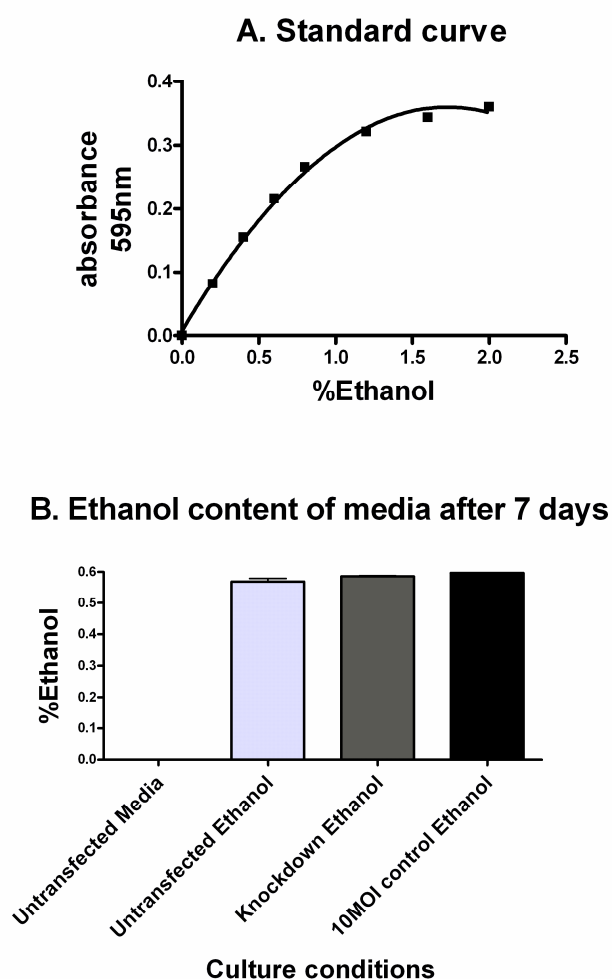 A. Standard curve
absorbance
595nm
0.4
0.3
0.2
0.1
0.0
0.0 0.5 1.0 1.5 2.0 2.5
%Ethanol
B. Ethanol content of media after 7 days
%Ethanol
0.6
0.5
0.4
0.3
0.2
0.1
0.0
Untransfected Media
Untransfected Ethanol
Knockdown Ethanol
10MOI control Ethanol
Culture conditions